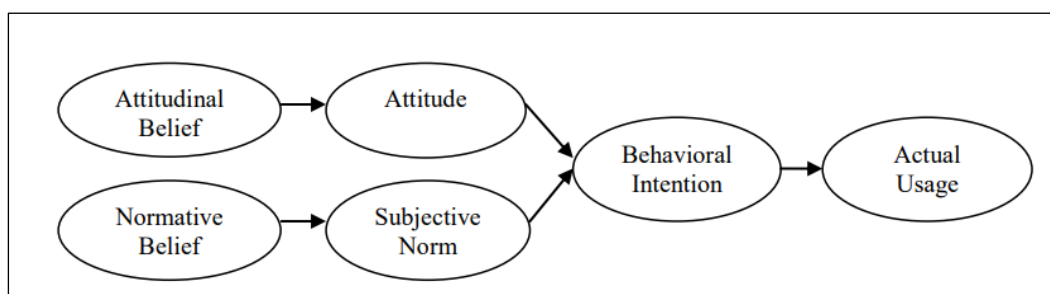 Attitudinal
Belief
Attitude
Behavioral
Intention
Actual
Usage
Normative
Belief
Subjective
Norm